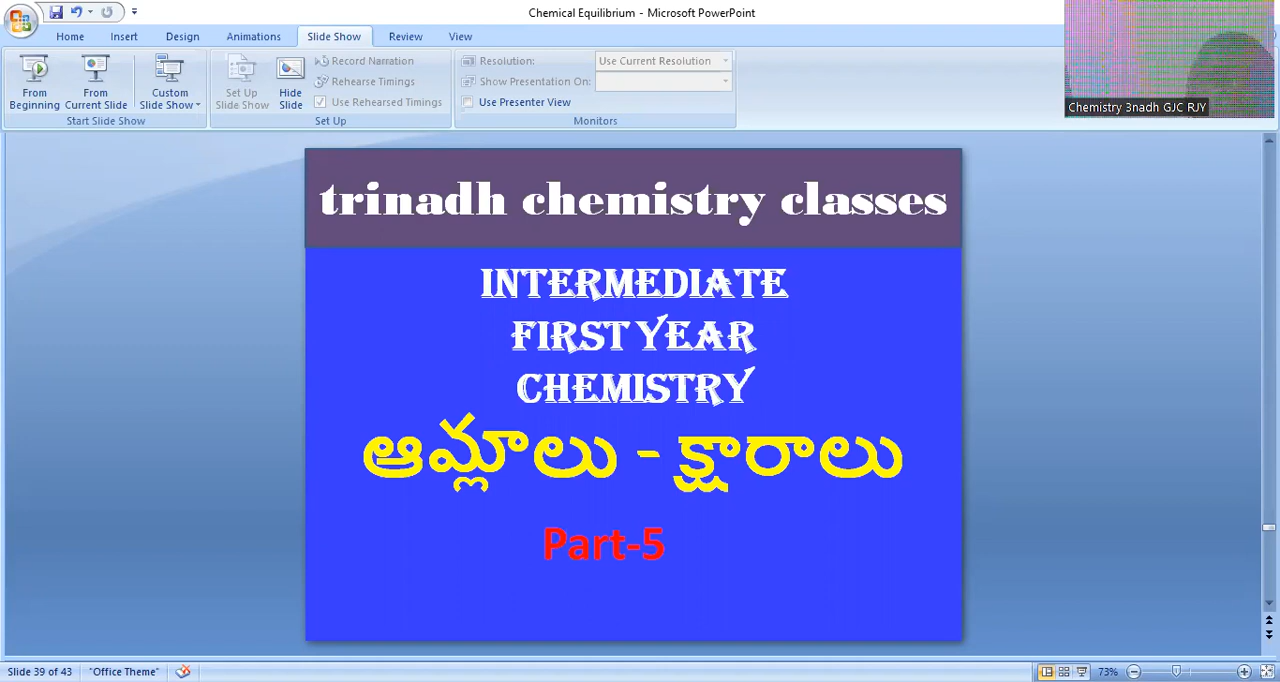 Chemical Equilibrium - Microsoft PowerPoint
Home Insert Design Animations Slide Show Review View
From Beginning
From Current Slide
Custom Slide Show
Set Up Slide Show
Hide Slide
Record Narration
Rehearse Timings
Use Rehearsed Timings
Resolution: Use Current Resolution
Show Presentation On:
Use Presenter View
Start Slide Show
Set Up
Monitors
Chemistry 3nadh GJC RJY
trinadh chemistry classes
INTERMEDIATE
FIRST YEAR
CHEMISTRY
ఆమ్లాలు - క్షారాలు
Part-5
Slide 39 of 43 "Office Theme" 73%